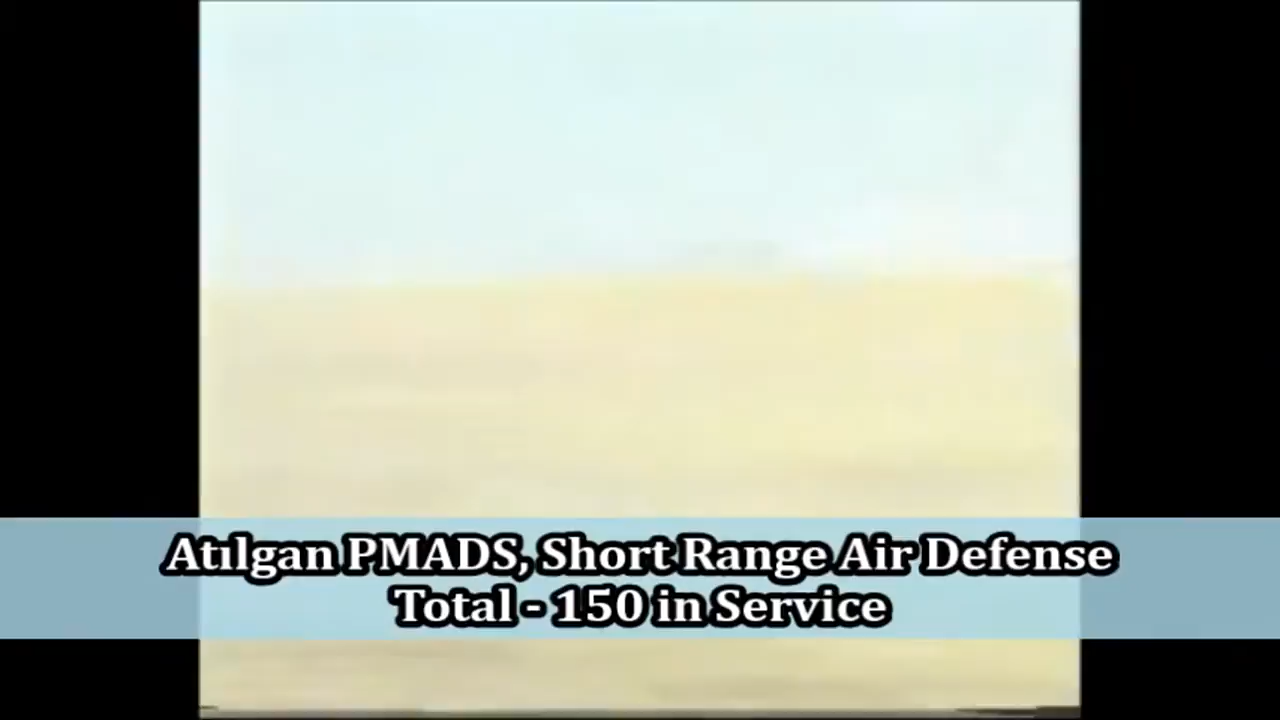 Atılgan PMADS, Short Range Air Defense
Total - 150 in Service